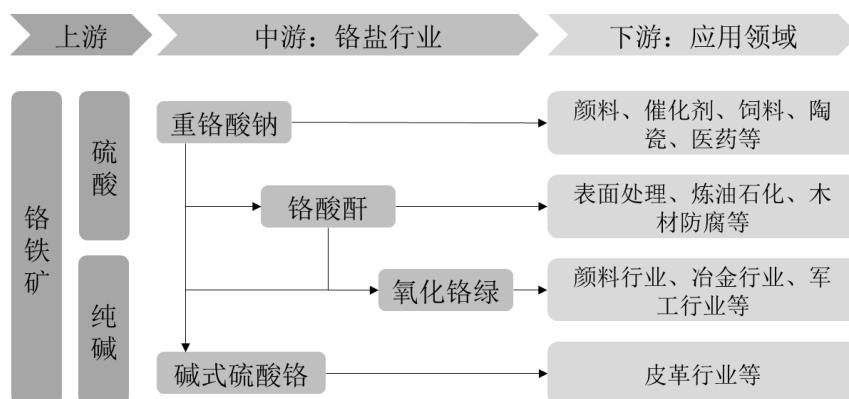 上游
中游：铬盐行业
下游：应用领域
铬铁矿
硫酸
纯碱
重铬酸钠
颜料、催化剂、饲料、陶
瓷、医药等
铬酸酐
表面处理、炼油石化、木
材防腐等
氧化铬绿
颜料行业、冶金行业、军
工行业等
碱式硫酸铬
皮革行业等